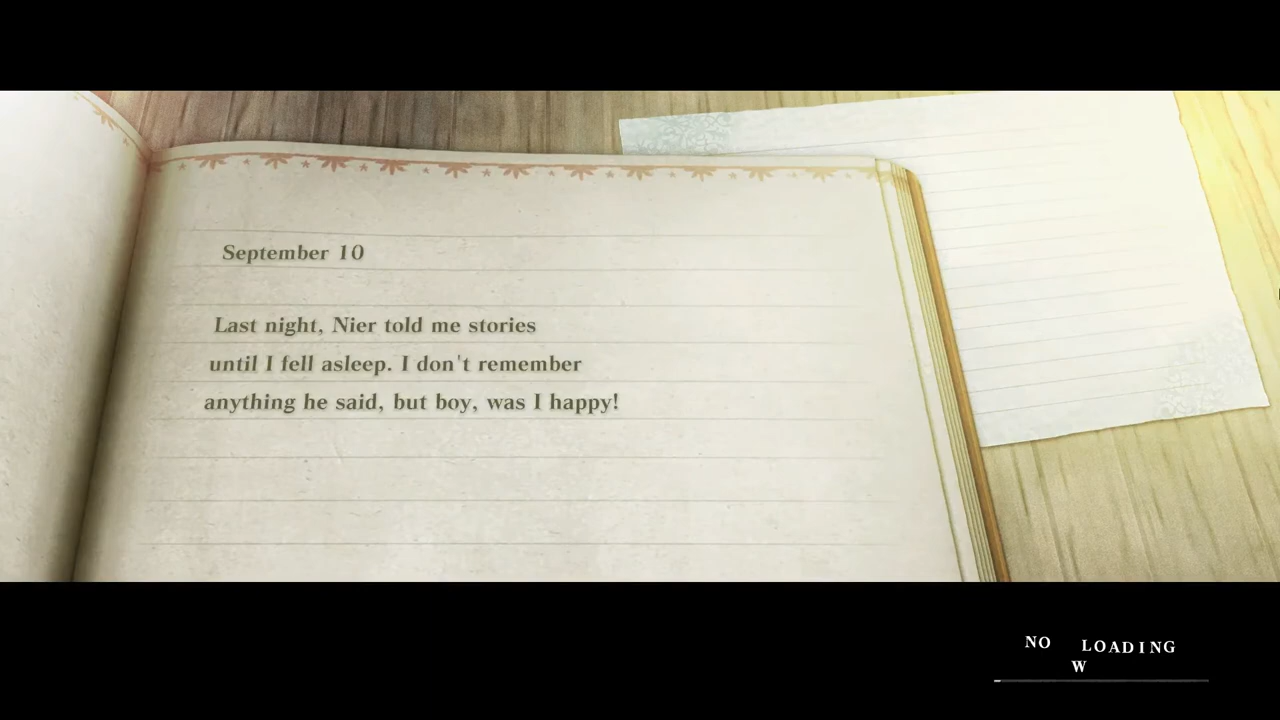 September 10
Last night, Nier told me stories
until I fell asleep. I don't remember
anything he said, but boy, was I happy!
NOW LOADING